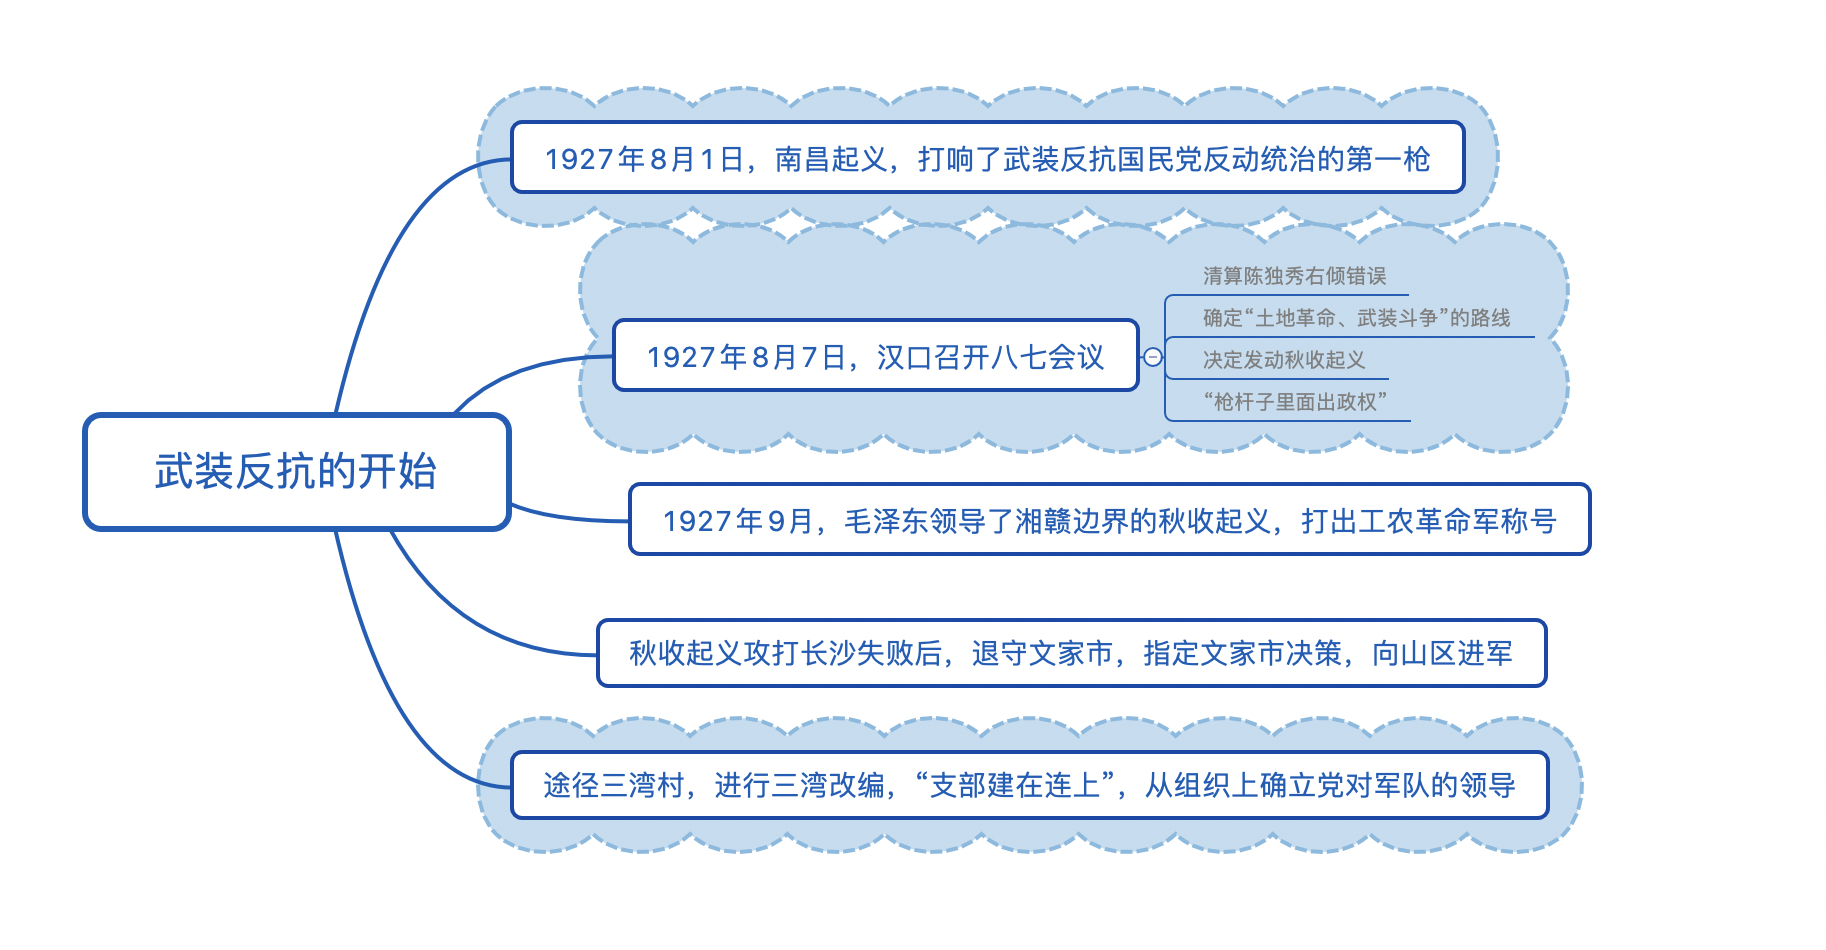 武装反抗的开始
1927年8月1日，南昌起义，打响了武装反抗国民党反动统治的第一枪
1927年8月7日，汉口召开八七会议
清算陈独秀右倾错误
确定“土地革命、武装斗争”的路线
决定发动秋收起义
“枪杆子里面出政权”
1927年9月，毛泽东领导了湘赣边界的秋收起义，打出工农革命军称号
秋收起义攻打长沙失败后，退守文家市，指定文家市决策，向山区进军
途径三湾村，进行三湾改编，“支部建在连上”，从组织上确立党对军队的领导